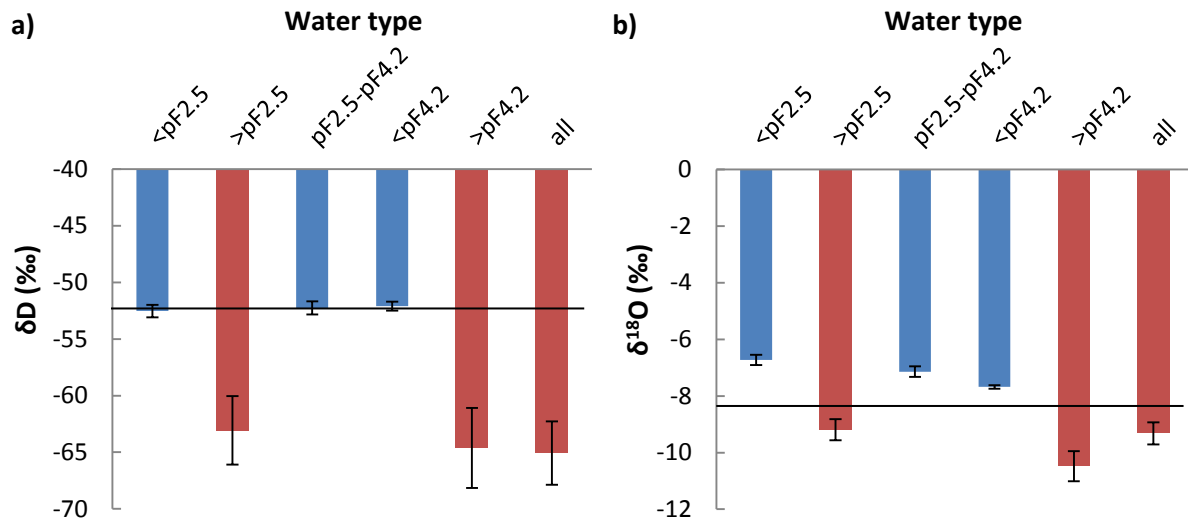 a)
Water type
<pF2.5
>pF2.5
pF2.5-pF4.2
<pF4.2
>pF4.2
all
-40
-45
-50
-55
-60
-65
-70
δD (‰)
b)
Water type
<pF2.5
>pF2.5
pF2.5-pF4.2
<pF4.2
>pF4.2
all
0
-2
-4
-6
-8
-10
-12
δ¹⁸O (‰)